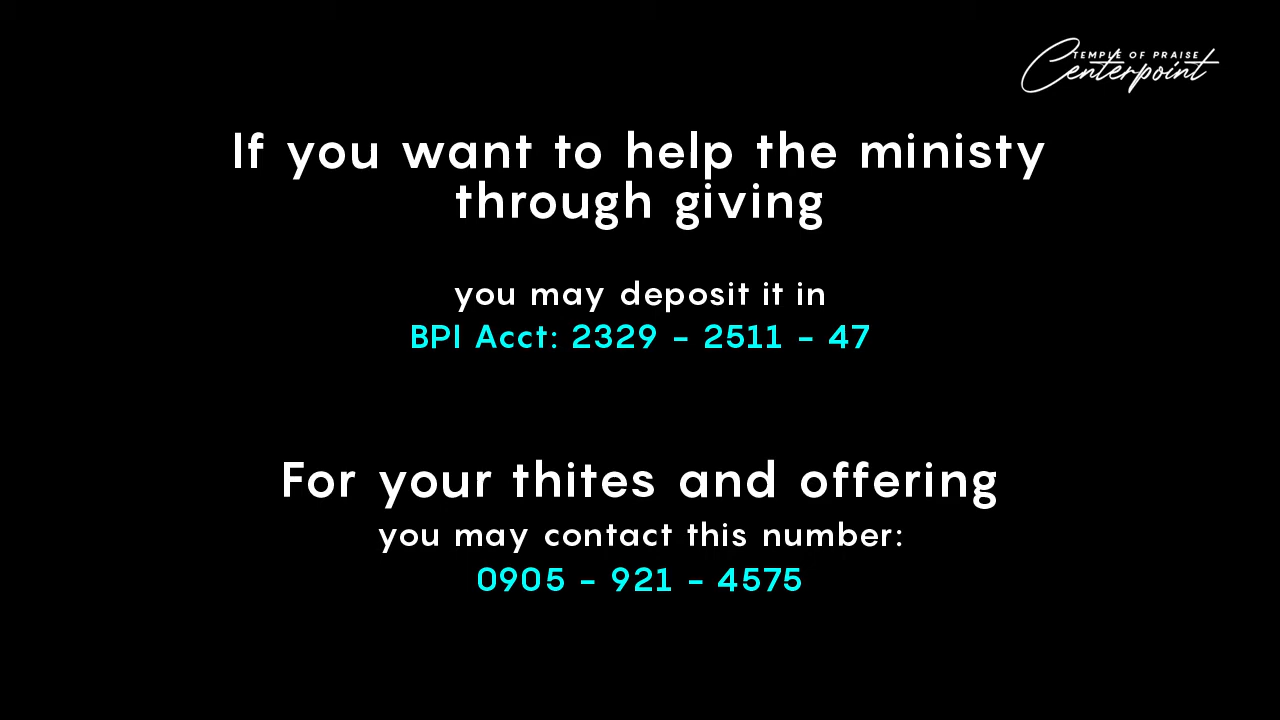 TEMPLE OF PRAISE
Centerpoint
If you want to help the ministy
through giving
you may deposit it in
BPI Acct: 2329 - 2511 - 47
For your thites and offering
you may contact this number:
0905 - 921 - 4575